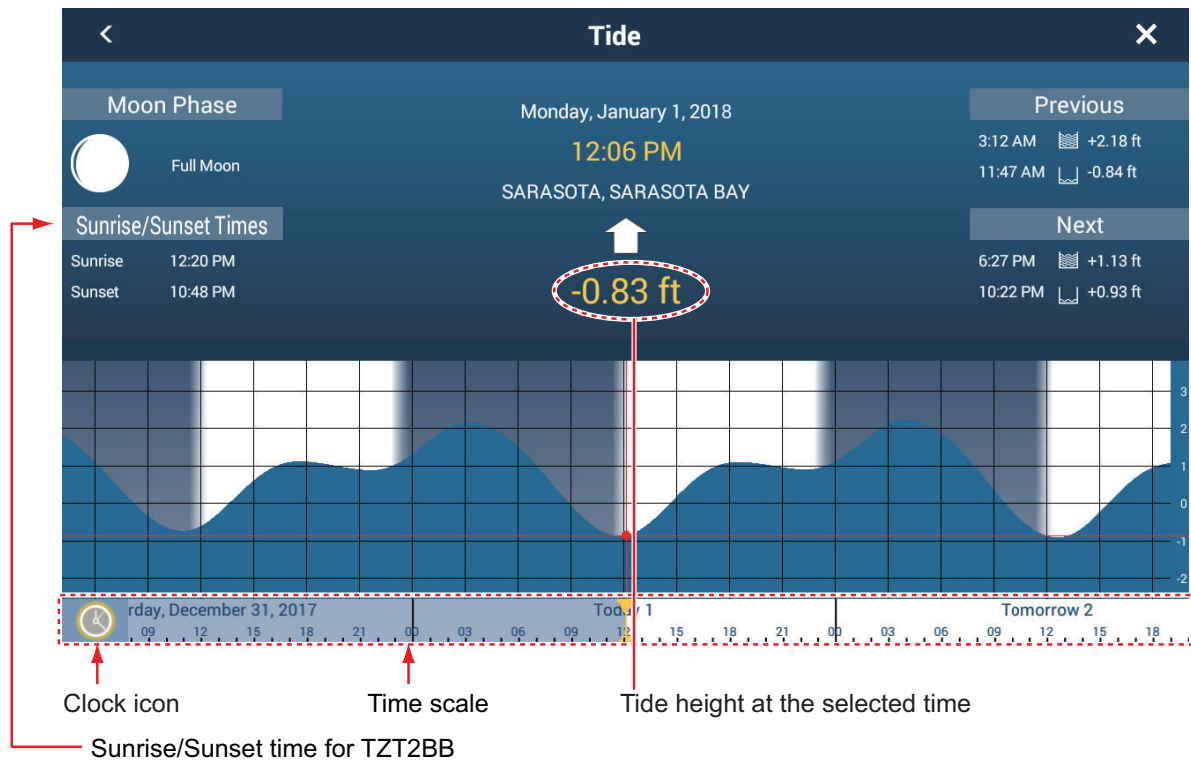 Tide
Moon Phase
Full Moon
Sunrise/Sunset Times
Sunrise 12:20 PM
Sunset 10:48 PM
Monday, January 1, 2018
12:06 PM
SARASOTA, SARASOTA BAY
-0.83 ft
Previous
3:12 AM +2.18 ft
11:47 AM -0.84 ft
Next
6:27 PM +1.13 ft
10:22 PM +0.93 ft
3
2
1
0
-1
-2
rday, December 31, 2017 Today 1 Tomorrow 2
09 12 15 18 21 00 03 06 09 12 15 18 21 00 03 06 09 12 15 18
Clock icon Time scale Tide height at the selected time
Sunrise/Sunset time for TZT2BB